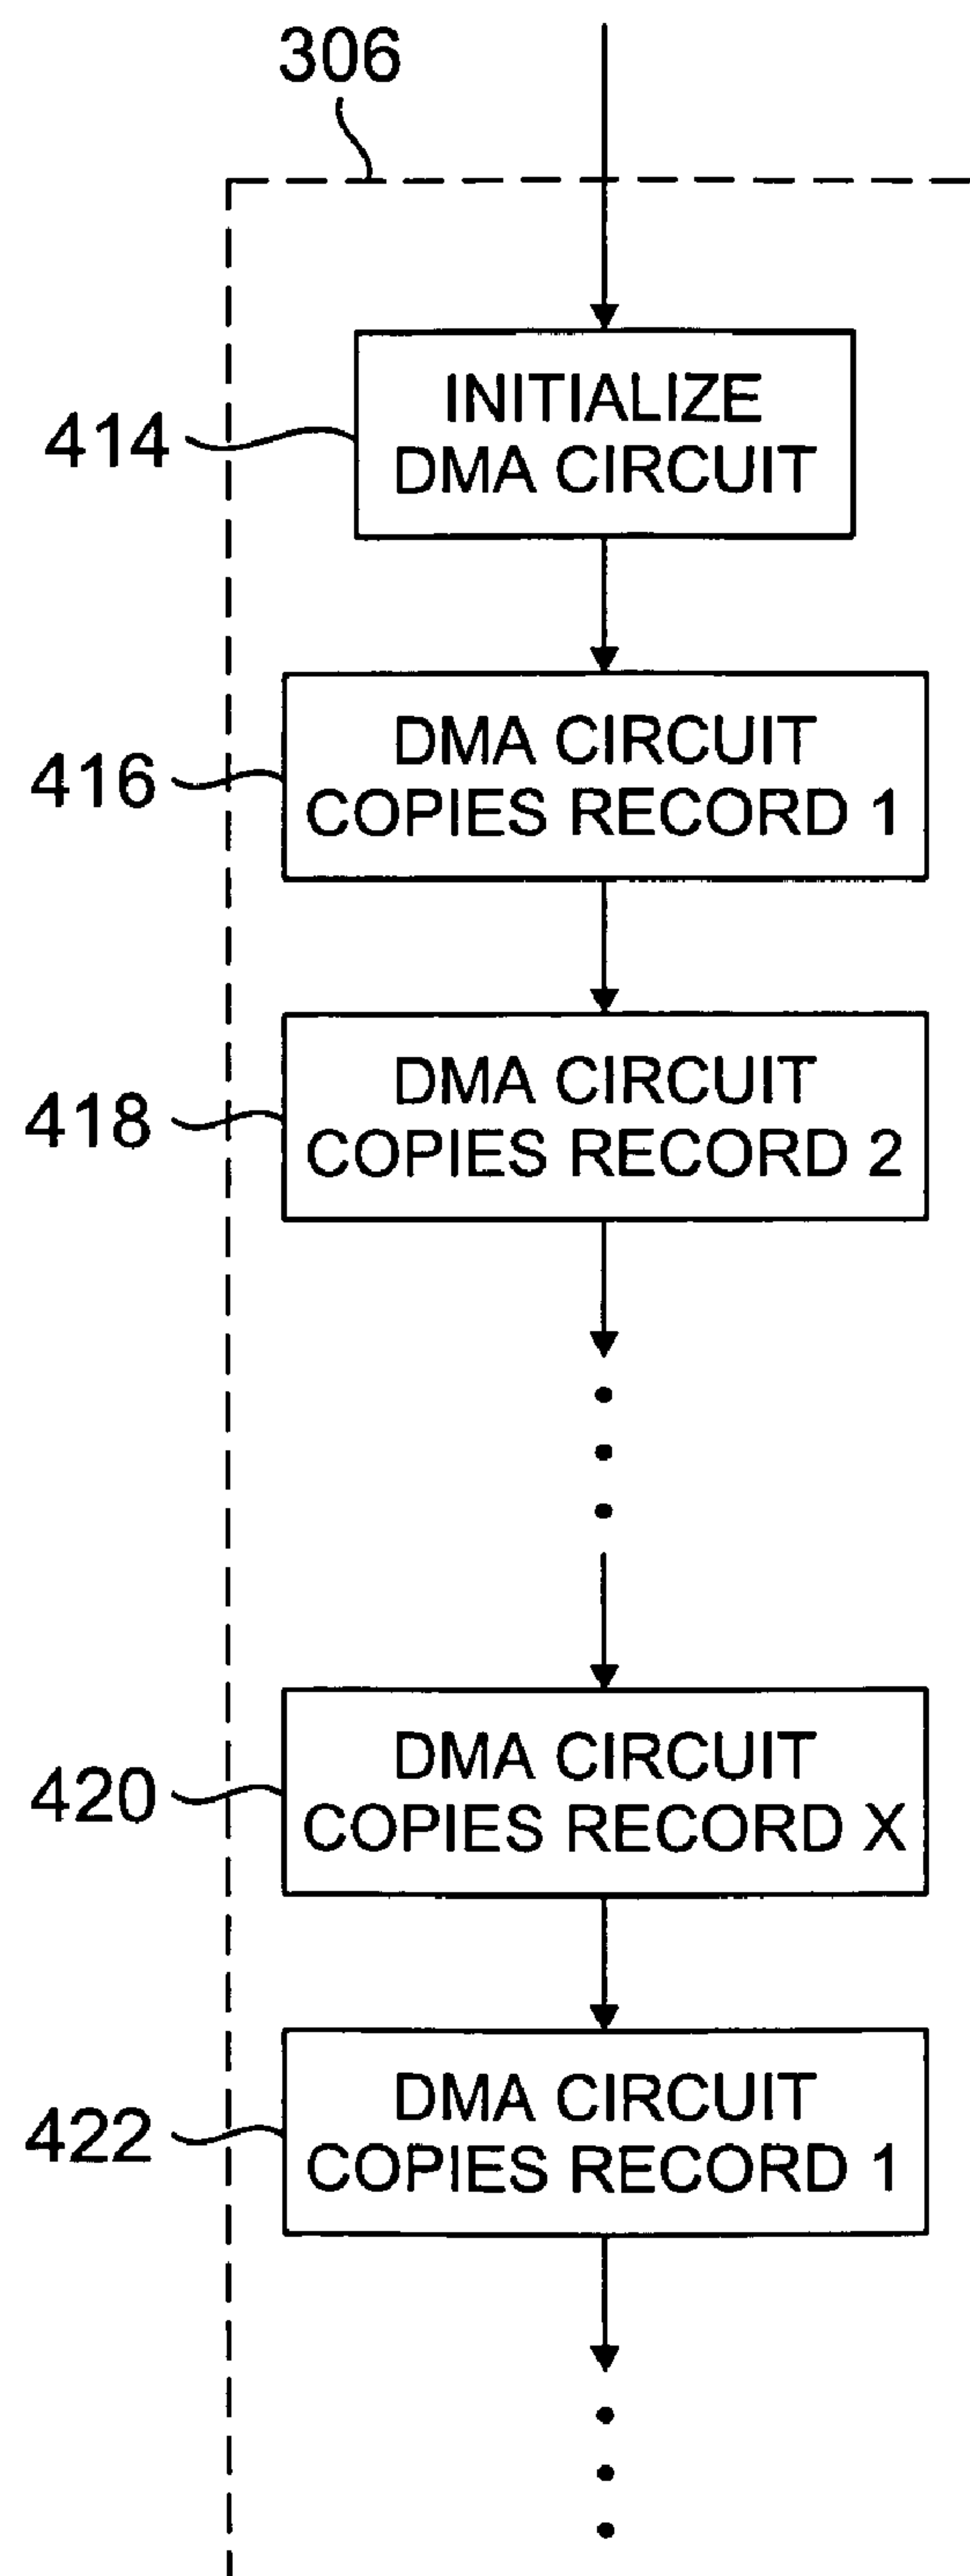 306
414
INITIALIZE
DMA CIRCUIT
416
DMA CIRCUIT
COPIES RECORD 1
418
DMA CIRCUIT
COPIES RECORD 2
420
DMA CIRCUIT
COPIES RECORD X
422
DMA CIRCUIT
COPIES RECORD 1